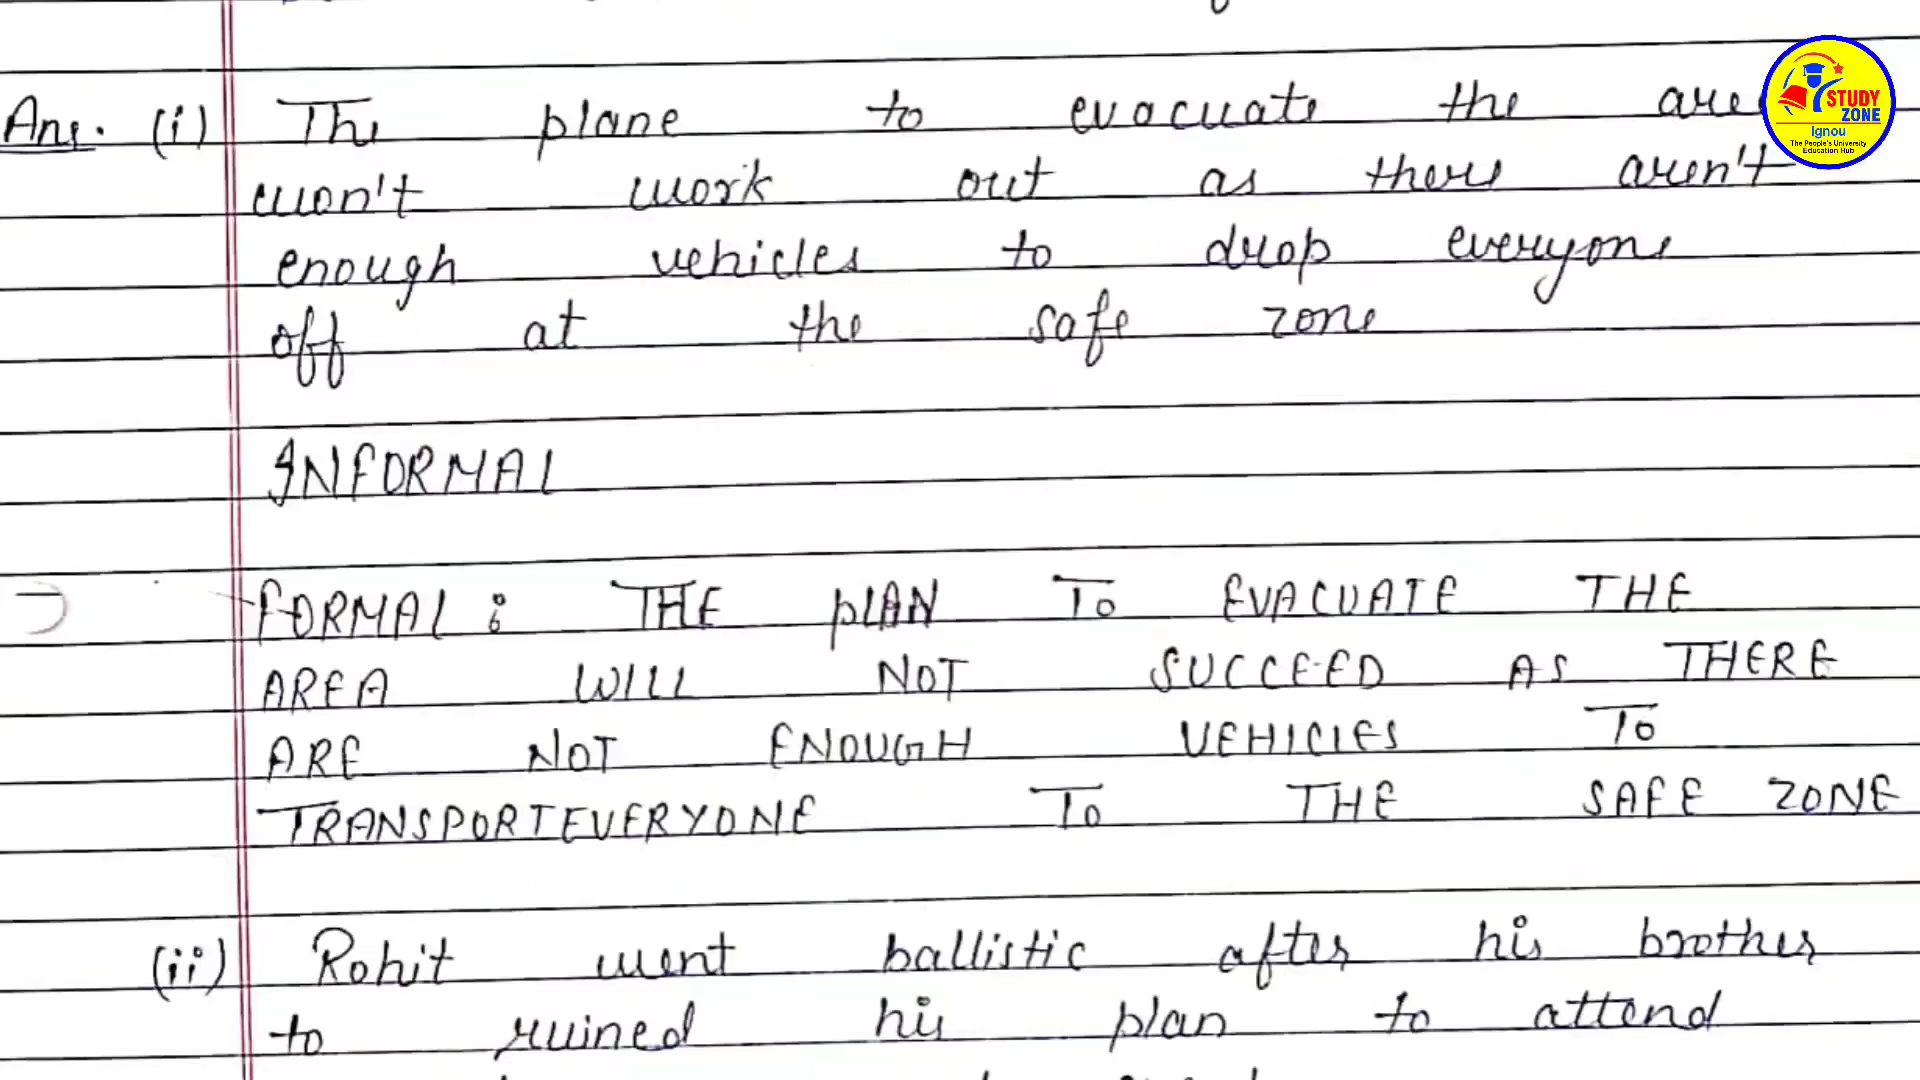 Ans. (i) The plane to evacuate the are
won't work out as there aren't
enough vehicles to drop everyone
off at the safe zone
INFORMAL
FORMAL : THE PLAN TO EVACUATE THE
AREA WILL NOT SUCCEED AS THERE
ARE NOT ENOUGH VEHICLES TO
TRANSPORTEVERYONE TO THE SAFE ZONE
(ii) Rohit went ballistic after his brother
to ruined his plan to attend
STUDY
ZONE
Ignou
The People's University
Education Hub